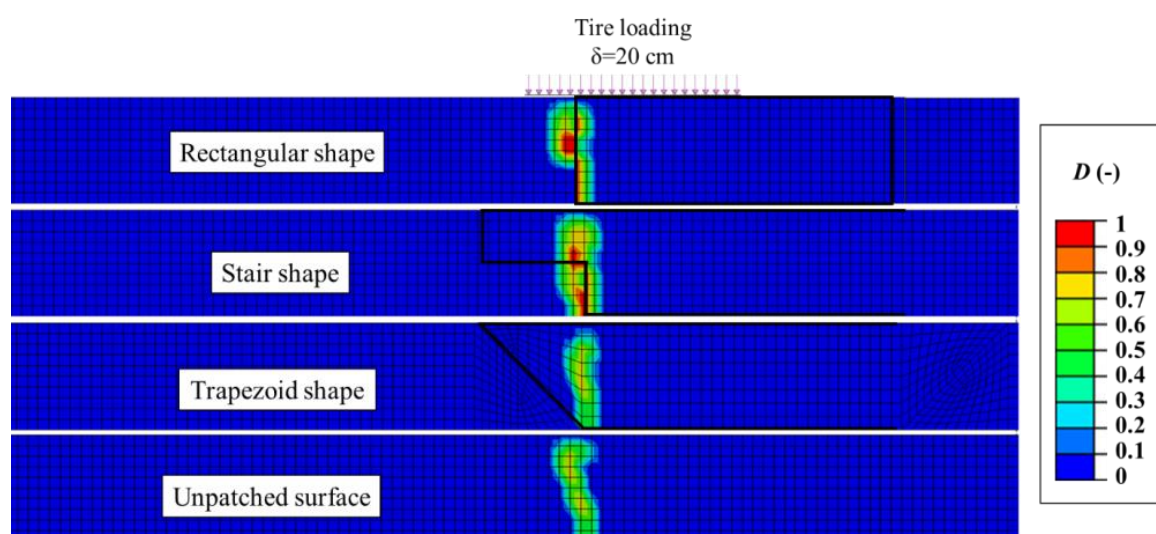 Tire loading
δ=20 cm
Rectangular shape
Stair shape
Trapezoid shape
Unpatched surface
D (-)
1
0.9
0.8
0.7
0.6
0.5
0.4
0.3
0.2
0.1
0